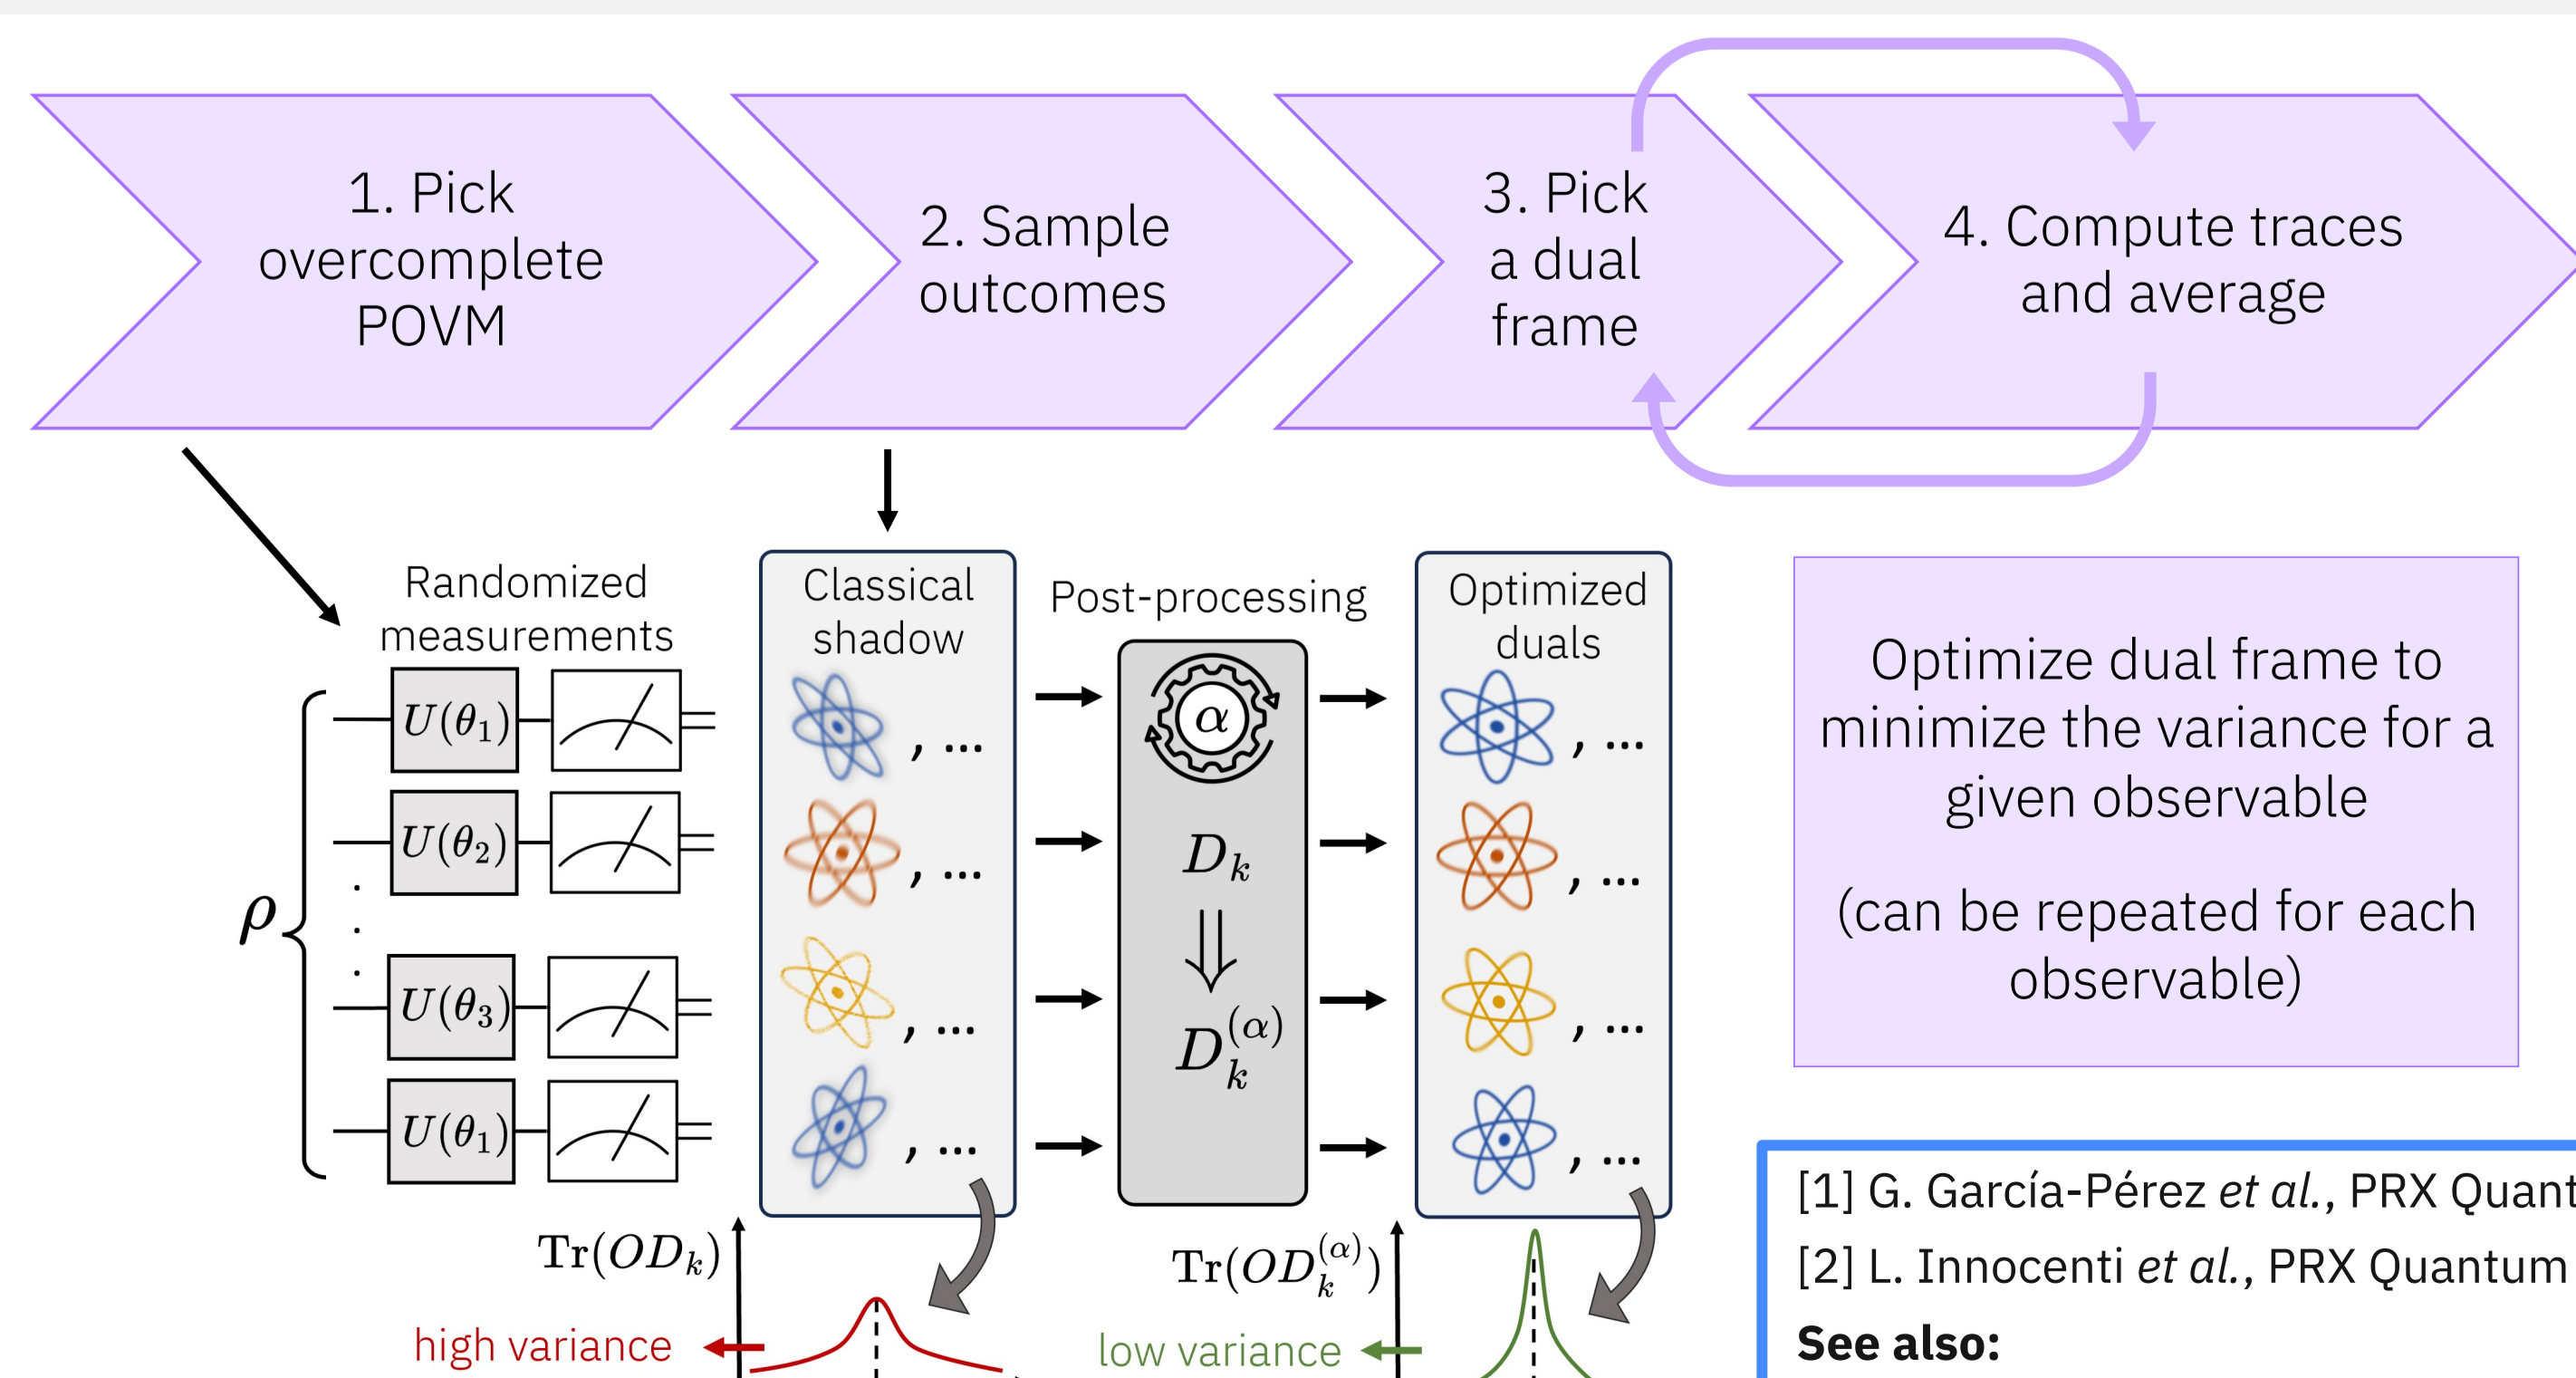 1. Pick
overcomplete
POVM
2. Sample
outcomes
3. Pick
a dual
frame
4. Compute traces
and average
Randomized
measurements
U(θ₁)
U(θ₂)
U(θ₃)
U(θ₁)
ρ
Classical
shadow
, ...
, ...
, ...
, ...
Post-processing
α
Dₖ
⇓
Dₖ^(α)
Optimized
duals
, ...
, ...
, ...
, ...
Optimize dual frame to
minimize the variance for a
given observable
(can be repeated for each
observable)
Tr(ODₖ)
high variance
Tr(ODₖ^(α))
low variance
[1] G. García-Pérez et al., PRX Quant
[2] L. Innocenti et al., PRX Quantum
See also: